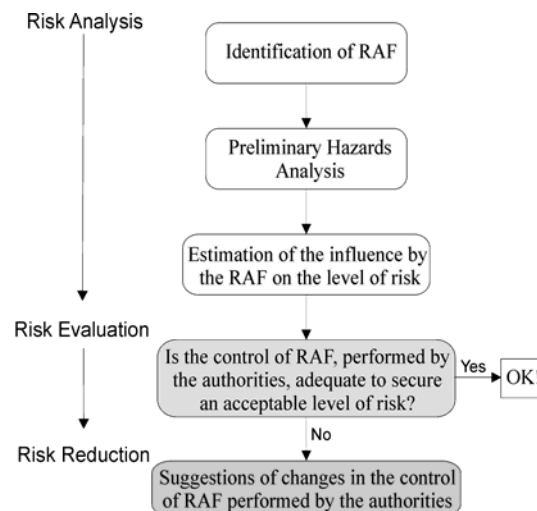 Risk Analysis
Identification of RAF
Preliminary Hazards
Analysis
Estimation of the influence by
the RAF on the level of risk
Risk Evaluation
Is the control of RAF, performed by
the authorities, adequate to secure
an acceptable level of risk?
Yes
OK!
No
Risk Reduction
Suggestions of changes in the control
of RAF performed by the authorities